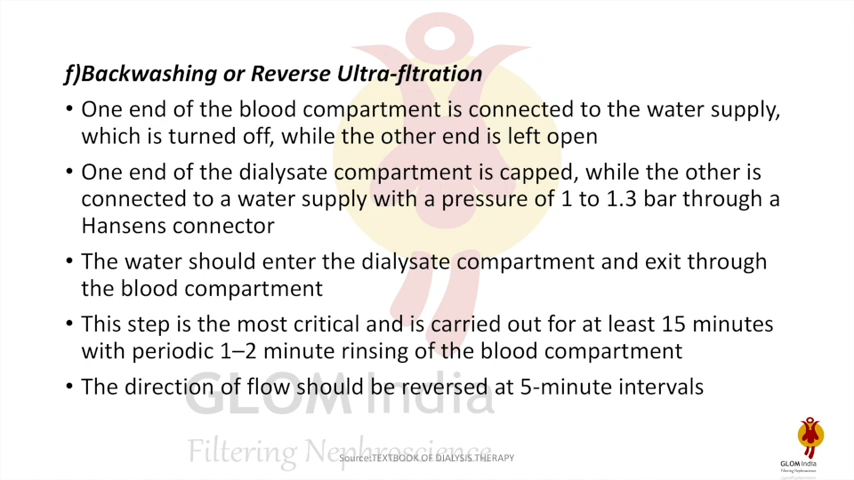 f)Backwashing or Reverse Ultra-fltration
• One end of the blood compartment is connected to the water supply,
which is turned off, while the other end is left open
• One end of the dialysate compartment is capped, while the other is
connected to a water supply with a pressure of 1 to 1.3 bar through a
Hansens connector
• The water should enter the dialysate compartment and exit through
the blood compartment
• This step is the most critical and is carried out for at least 15 minutes
with periodic 1–2 minute rinsing of the blood compartment
• The direction of flow should be reversed at 5-minute intervals
GLOM India
Filtering Nephroscience
Source:TEXTBOOK OF DIALYSIS THERAPY
GLOM India
Filtering Nephroscience